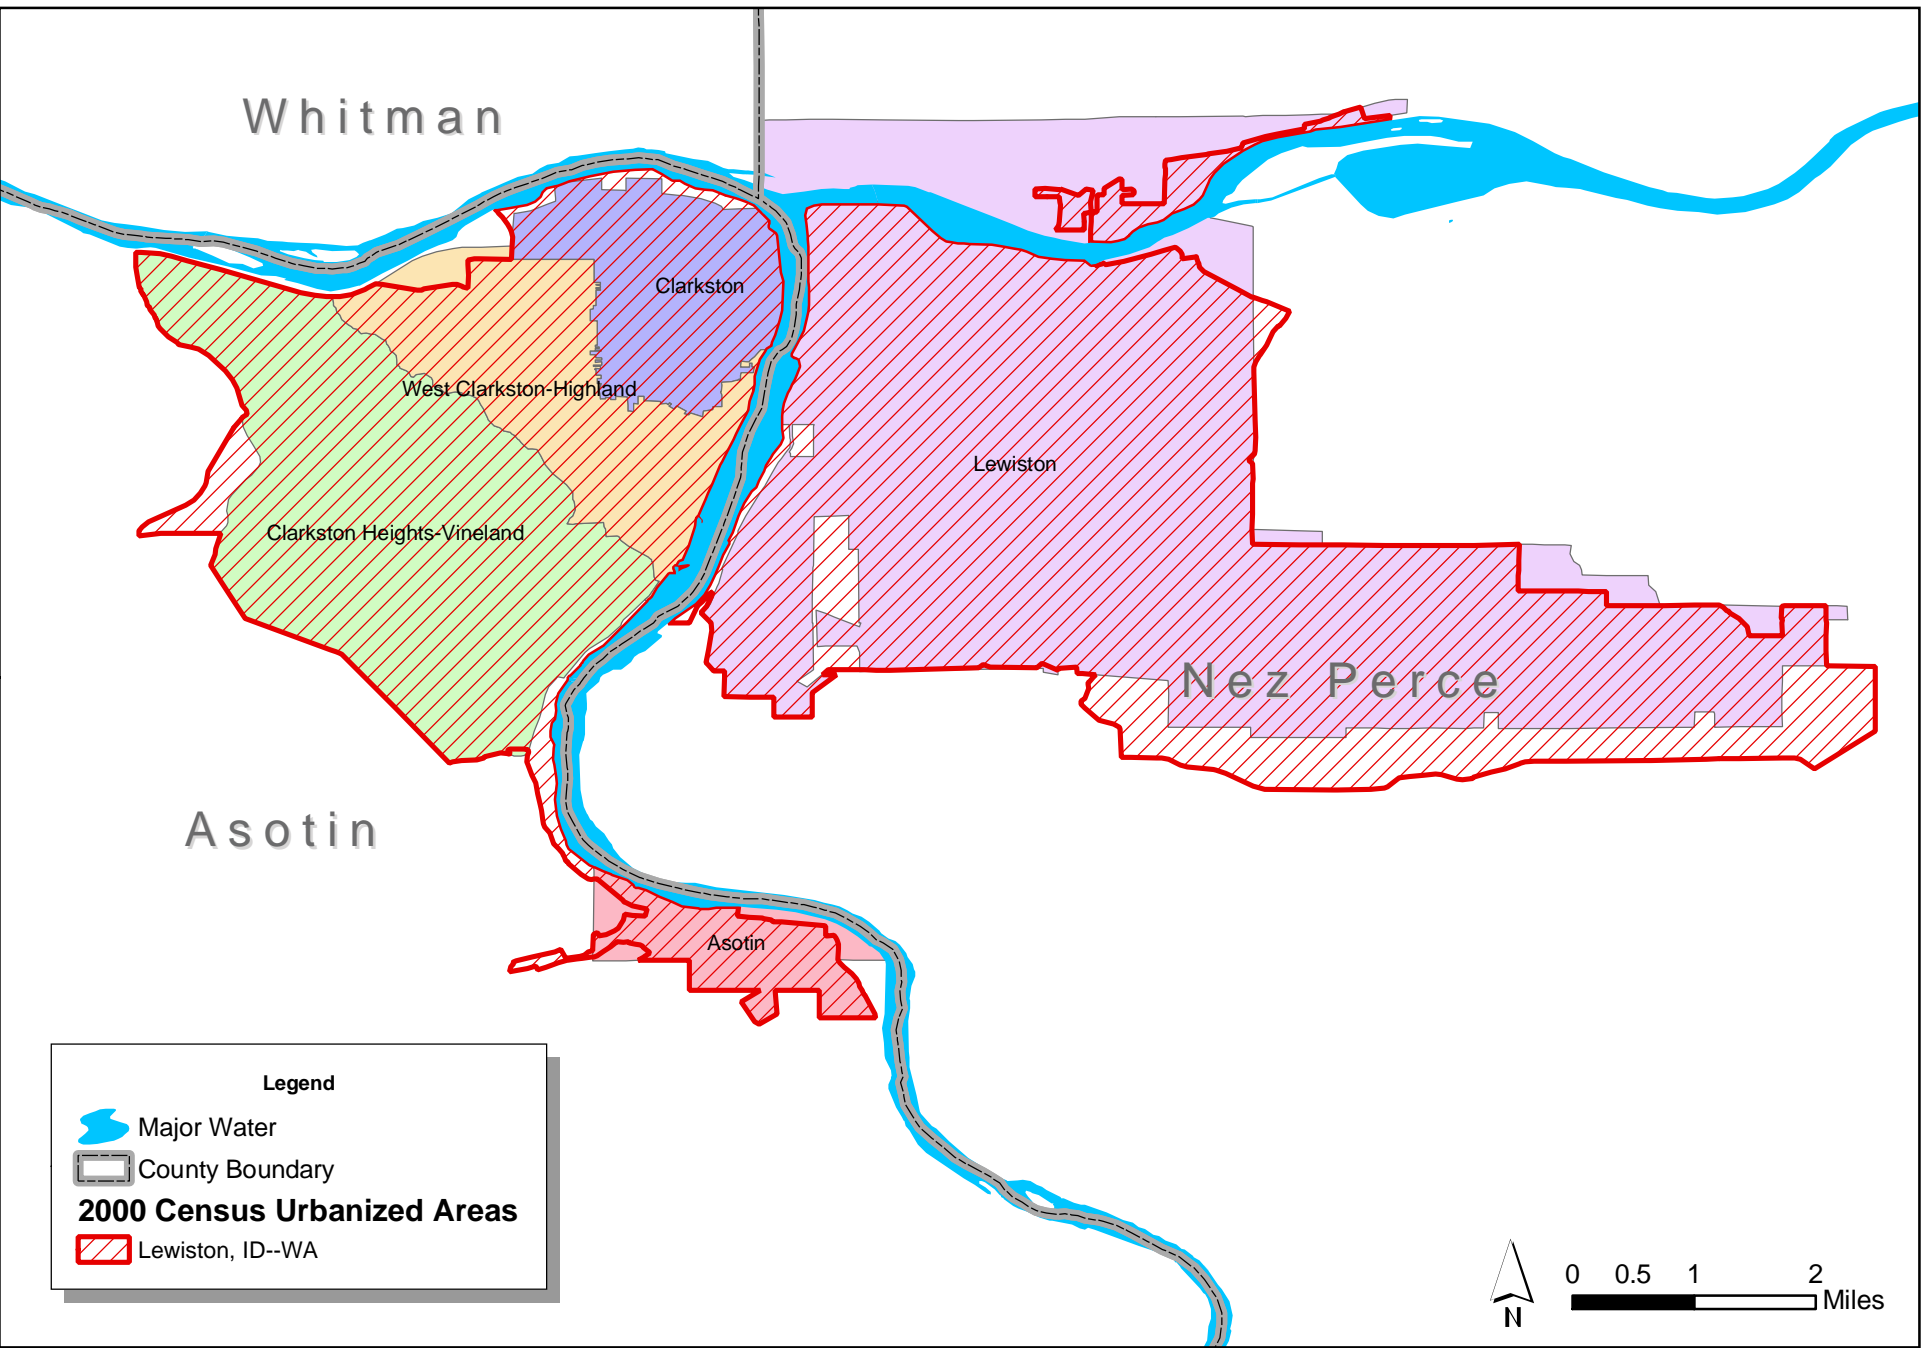 Whitman
Clarkston
West Clarkston-Highland
Lewiston
Clarkston Heights-Vineland
Nez Perce
Asotin
Asotin
Legend
Major Water
County Boundary
2000 Census Urbanized Areas
Lewiston, ID--WA
N
0 0.5 1 2
Miles